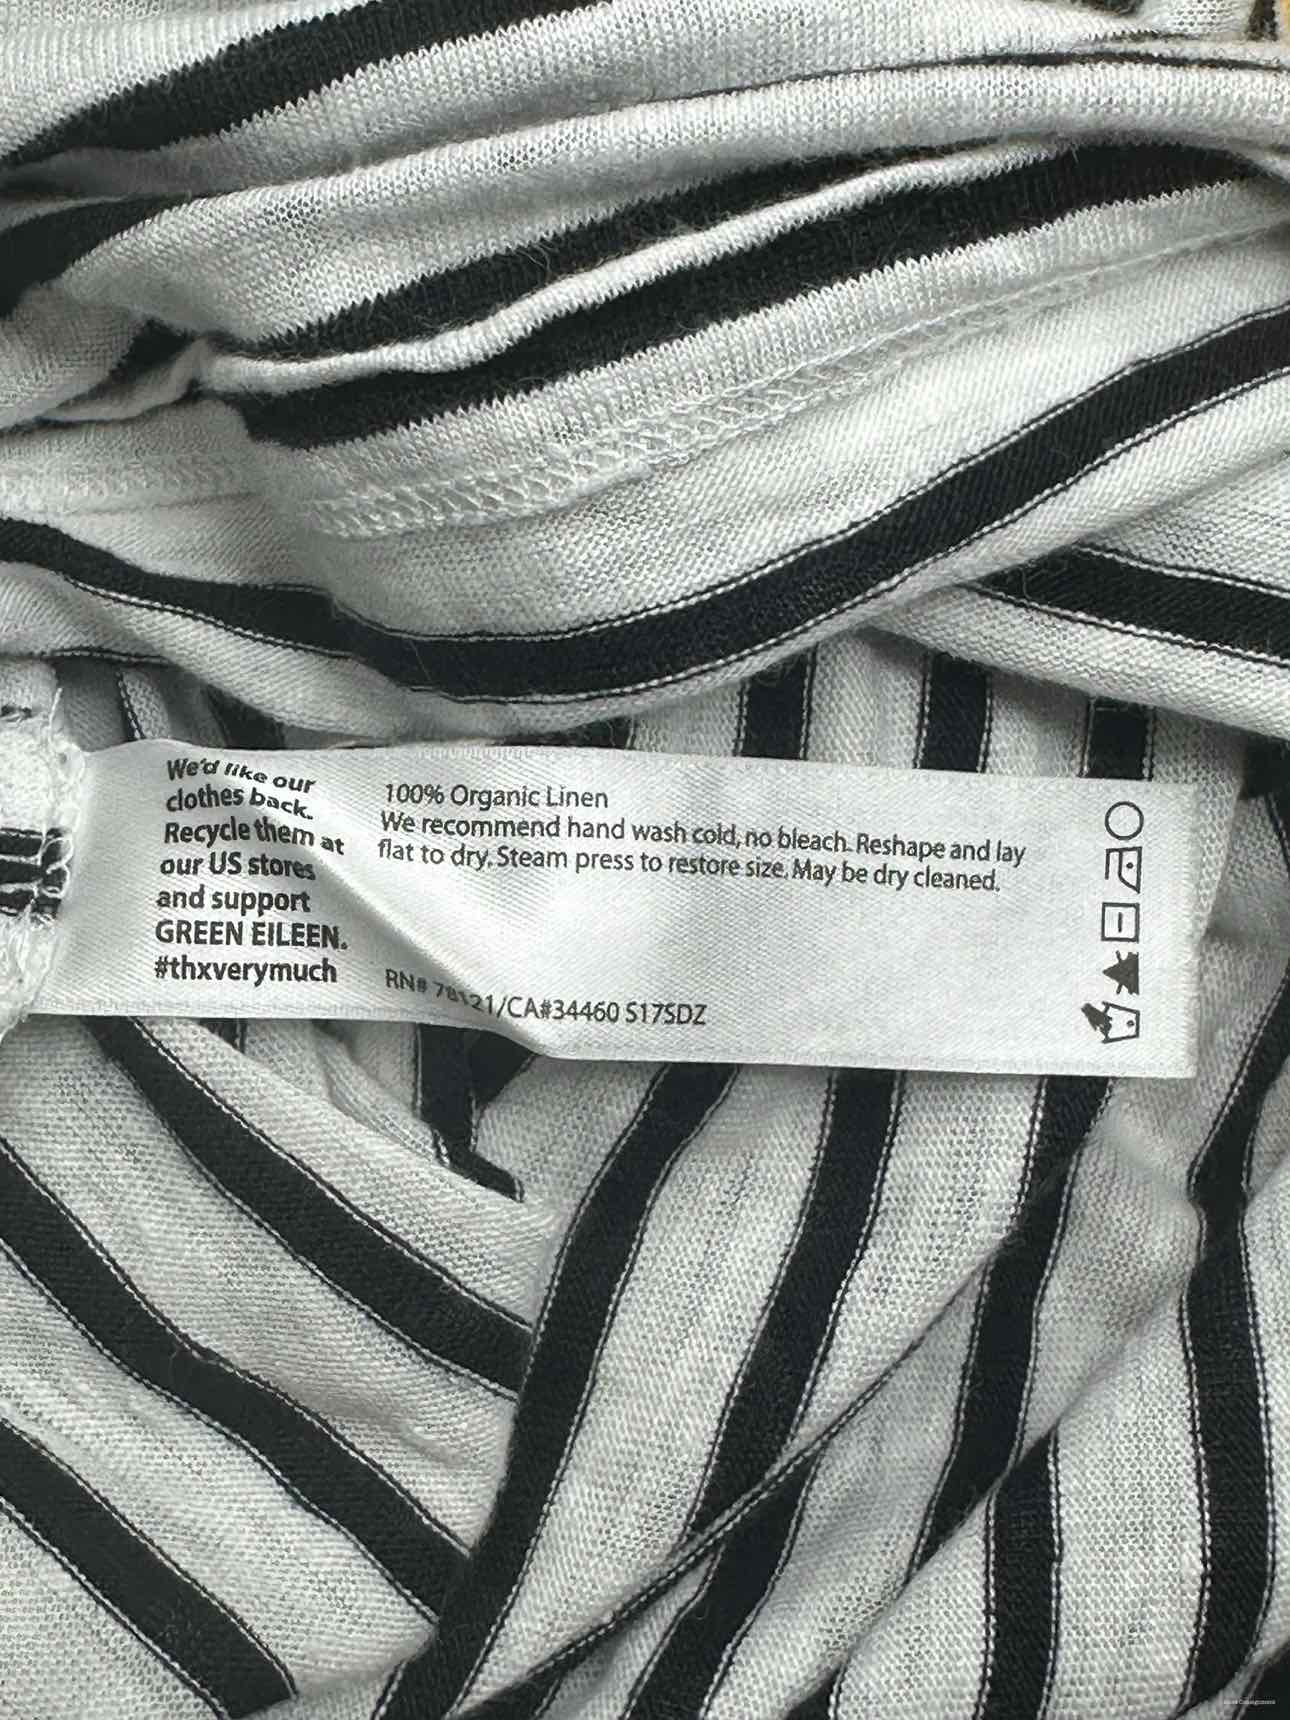 We'd like our
clothes back.
Recycle them at
our US stores
and support
GREEN EILEEN.
#thxverymuch
100% Organic Linen
We recommend hand wash cold, no bleach. Reshape and lay
flat to dry. Steam press to restore size. May be dry cleaned.
RN# 78121/CA#34460 S17SDZ